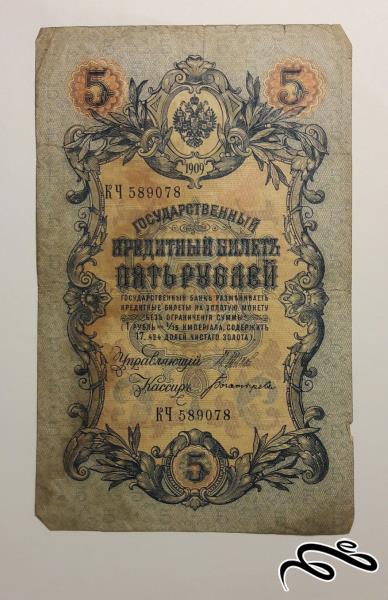 5 5
1909
КЧ 589078
ГОСУДАРСТВЕННЫЙ
КРЕДИТНЫЙ БИЛЕТЪ
ПЯТЬ РУБЛЕЙ
ГОСУДАРСТВЕННЫЙ БАНКЪ РАЗМѢНИВАЕТЪ
КРЕДИТНЫЕ БИЛЕТЫ НА ЗОЛОТУЮ МОНЕТУ
БЕЗЪ ОГРАНИЧЕНІЯ СУММЫ
(1 РУБЛЬ = 1/15 ИМПЕРІАЛА, СОДЕРЖИТЪ
17,424 ДОЛЕЙ ЧИСТАГО ЗОЛОТА)
Управляющій
Кассиръ
КЧ 589078
5